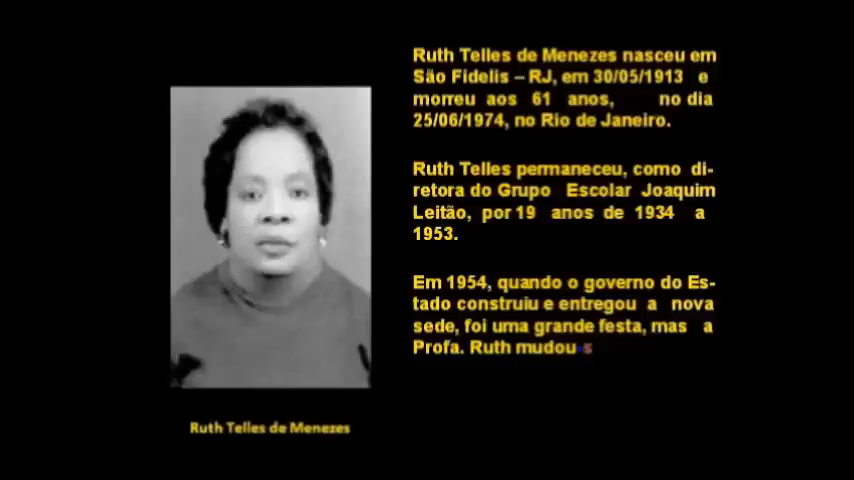 Ruth Telles de Menezes nasceu em
São Fidelis – RJ, em 30/05/1913 e
morreu aos 61 anos, no dia
25/06/1974, no Rio de Janeiro.
Ruth Telles permaneceu, como di-
retora do Grupo Escolar Joaquim
Leitão, por 19 anos de 1934 a
1953.
Em 1954, quando o governo do Es-
tado construiu e entregou a nova
sede, foi uma grande festa, mas a
Profa. Ruth mudou-s
Ruth Telles de Menezes